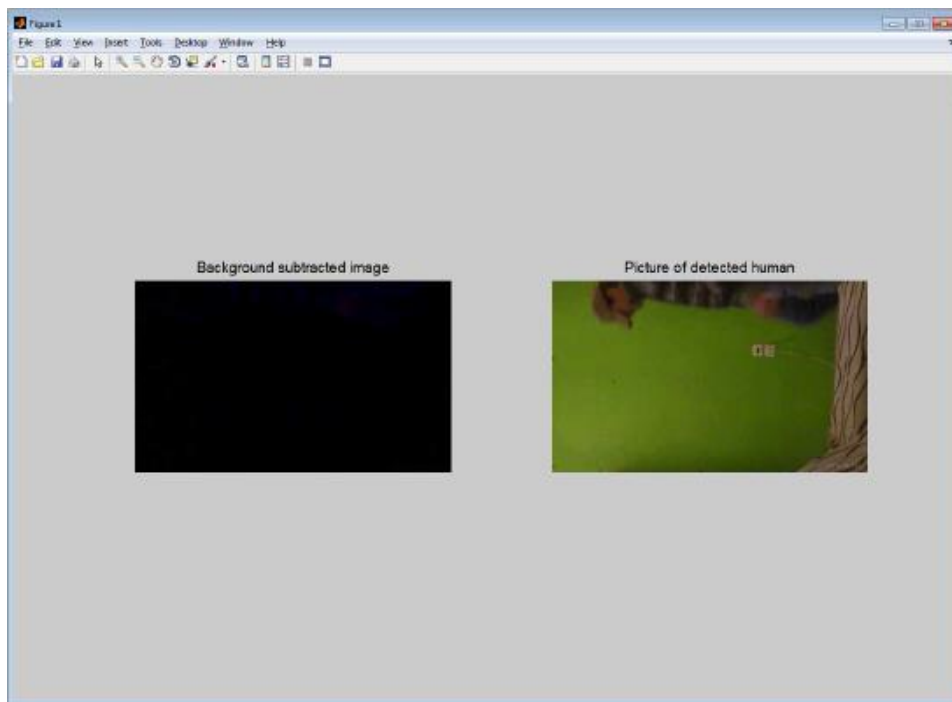 Figure 1
File Edit View Insert Tools Desktop Window Help
Background subtracted image
Picture of detected human